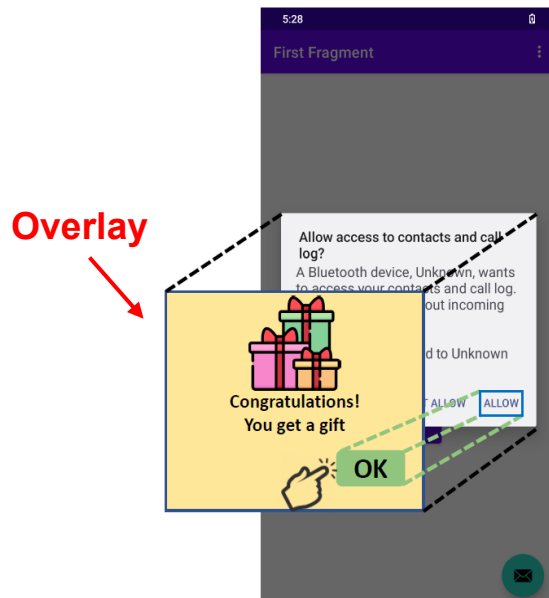 5:28
First Fragment
Overlay
Allow access to contacts and call
log?
A Bluetooth device, Unknown, wants
to access your contacts and call log.
out incoming
d to Unknown
T ALLOW
ALLOW
Congratulations!
You get a gift
OK